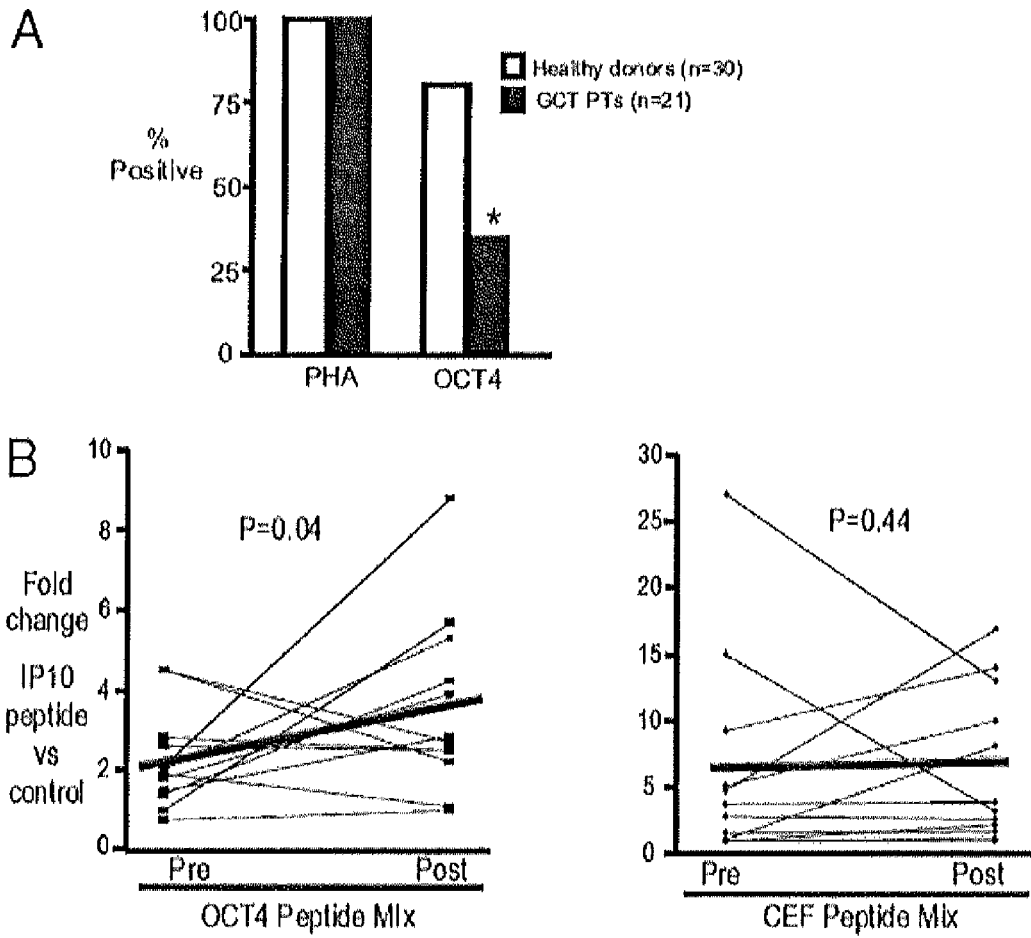 A
100
75
50
25
0
%
Positive
PHA
OCT4
*
Healthy donors (n=30)
GCT PTs (n=21)
B
10
8
6
4
2
0
Fold
change
IP10
peptide
vs
control
P=0.04
Pre
Post
OCT4 Peptide MIx
30
25
20
15
10
5
0
P=0.44
Pre
Post
CEF Peptide MIx